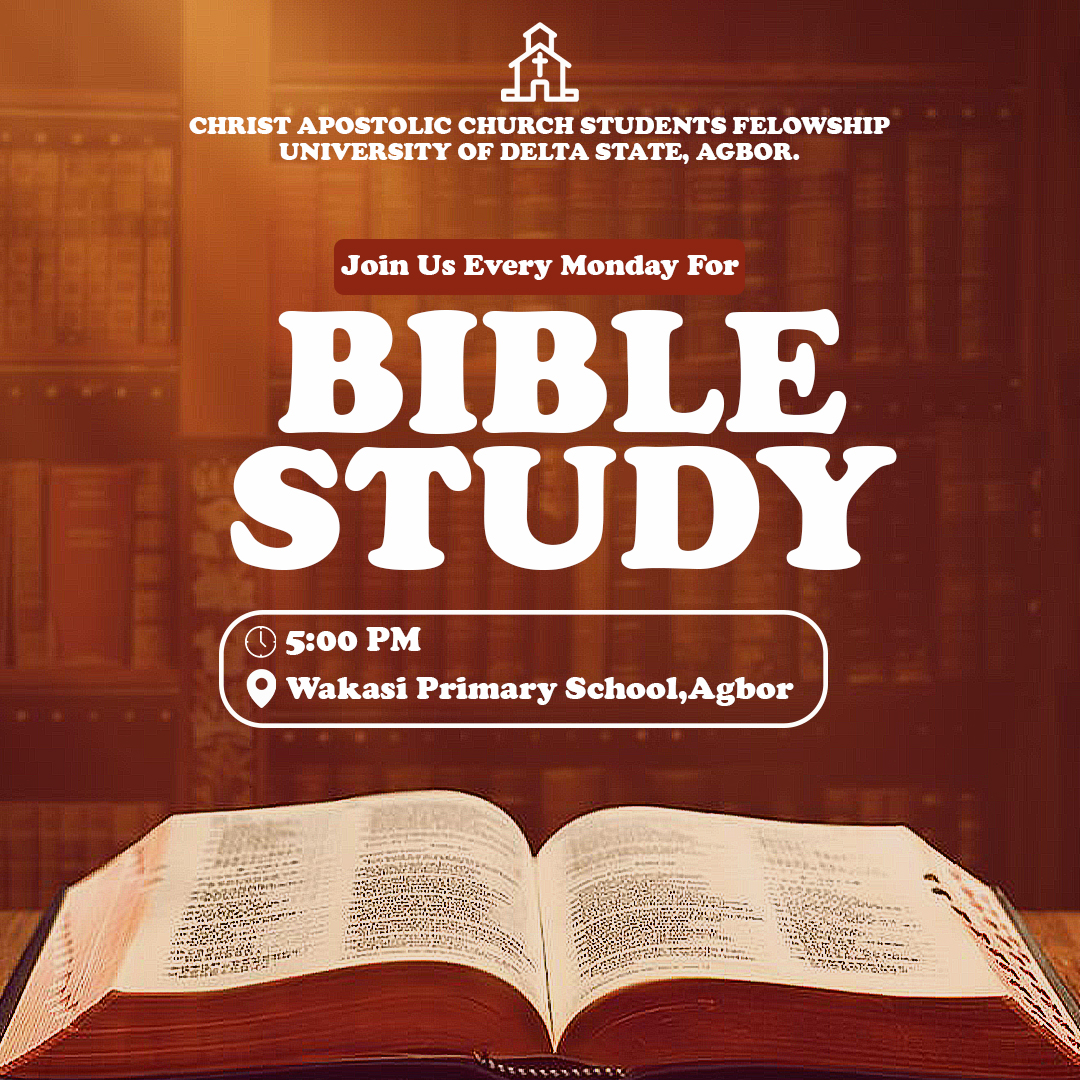 CHRIST APOSTOLIC CHURCH STUDENTS FELOWSHIP
UNIVERSITY OF DELTA STATE, AGBOR.
Join Us Every Monday For
BIBLE
STUDY
5:00 PM
Wakasi Primary School,Agbor